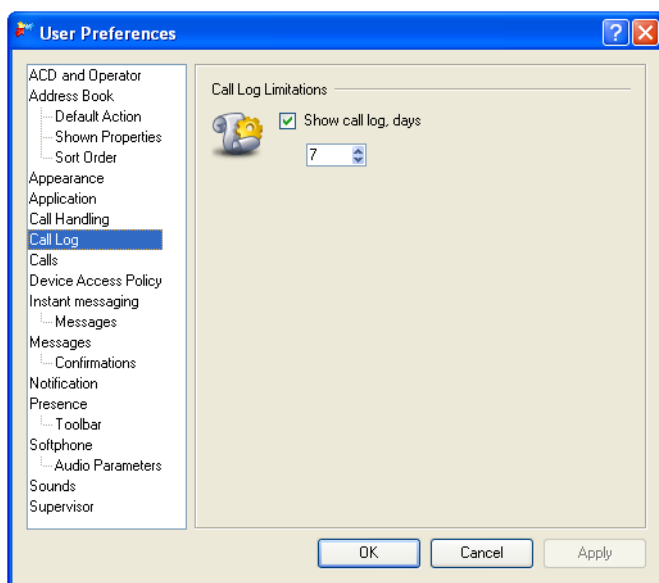 User Preferences
ACD and Operator
Address Book
Default Action
Shown Properties
Sort Order
Appearance
Application
Call Handling
Call Log
Calls
Device Access Policy
Instant messaging
Messages
Messages
Confirmations
Notification
Presence
Toolbar
Softphone
Audio Parameters
Sounds
Supervisor
Call Log Limitations
Show call log, days
7
OK Cancel Apply